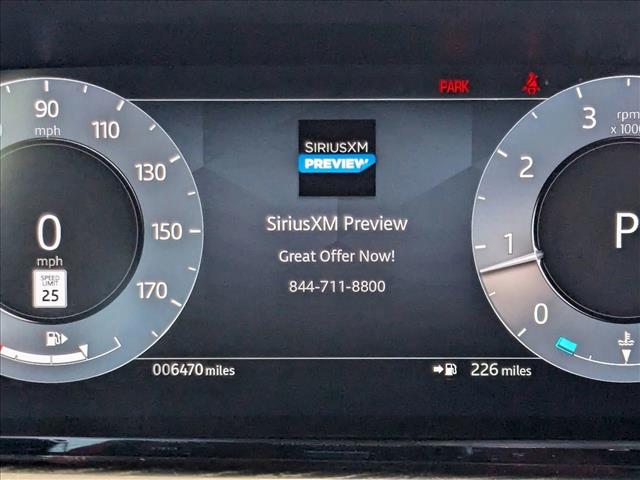 PARK
90
mph
110
130
150
170
0
mph
SPEED
LIMIT
25
SIRIUSXM
PREVIEW
SiriusXM Preview
Great Offer Now!
844-711-8800
3
rpm
x 100
2
1
0
P
006470 miles
226 miles